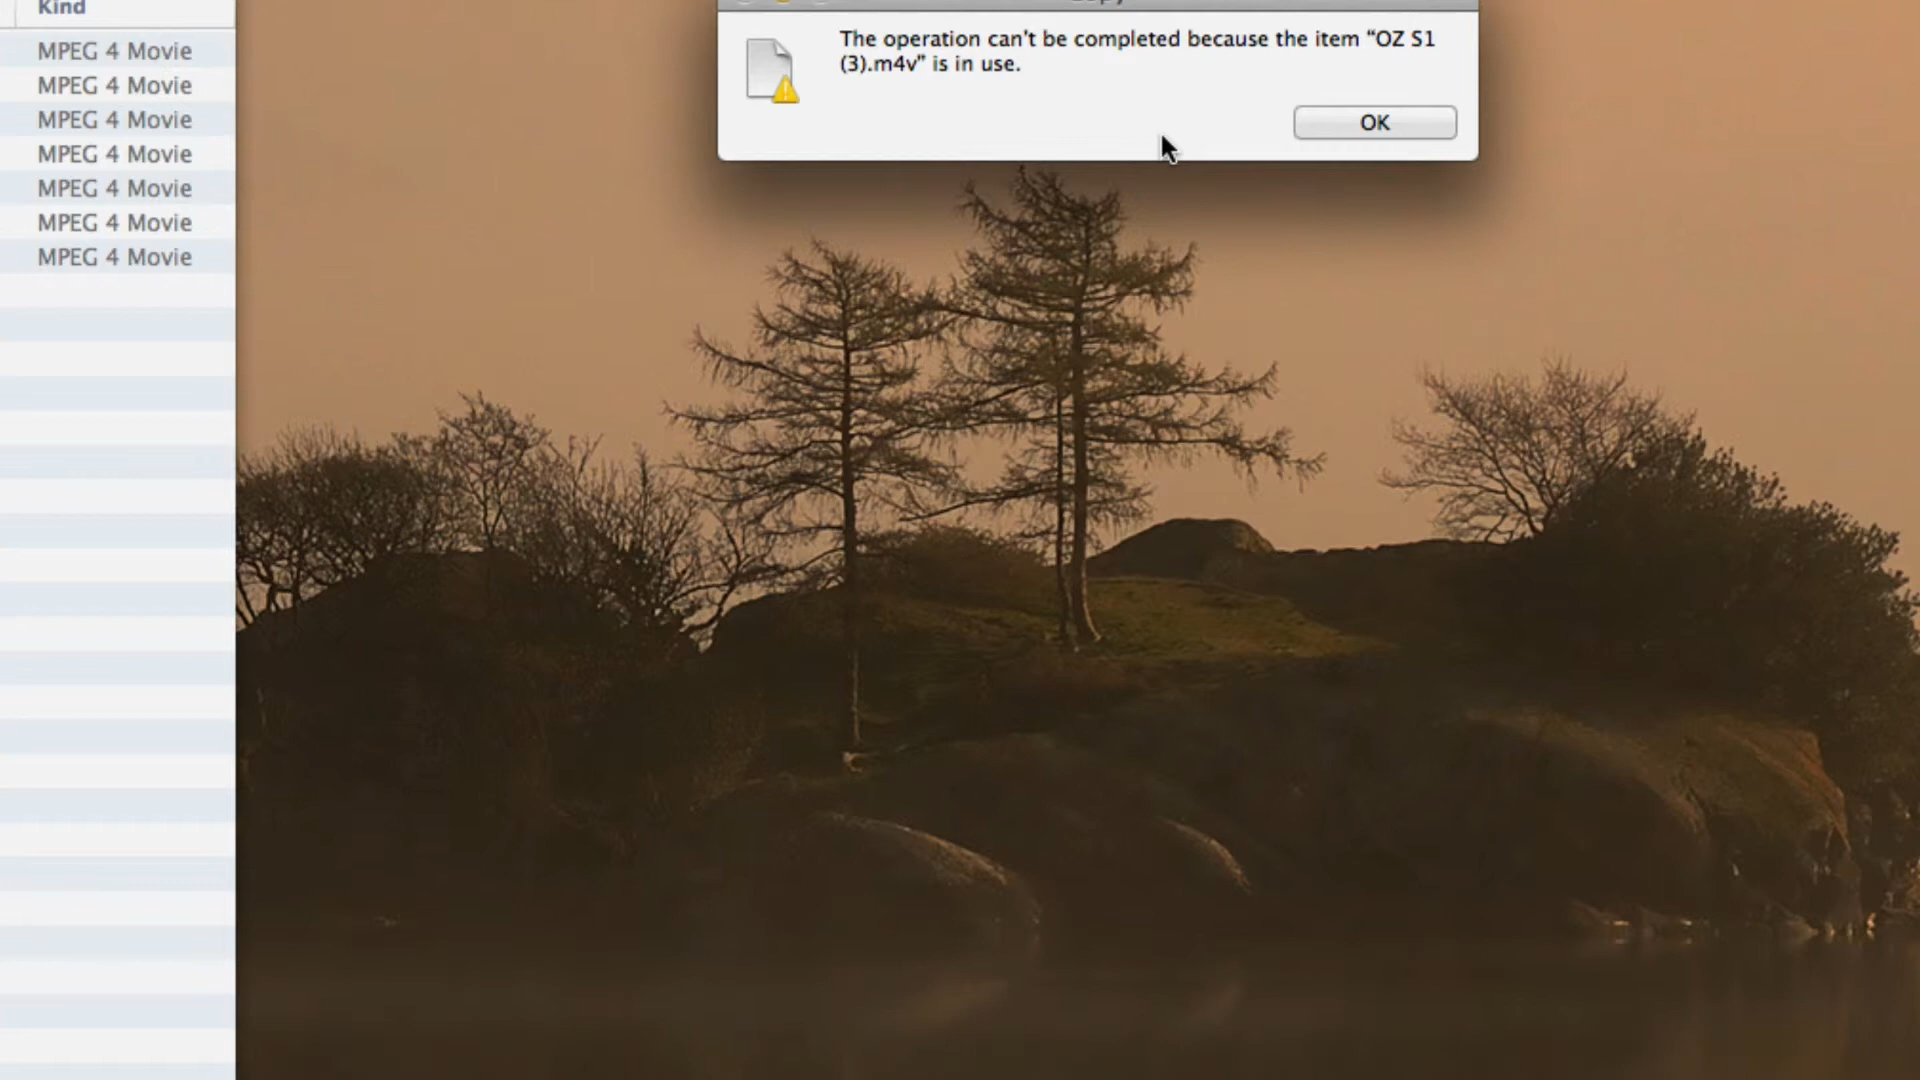 Kind
MPEG 4 Movie
MPEG 4 Movie
MPEG 4 Movie
MPEG 4 Movie
MPEG 4 Movie
MPEG 4 Movie
MPEG 4 Movie
The operation can't be completed because the item “OZ S1
(3).m4v” is in use.
OK